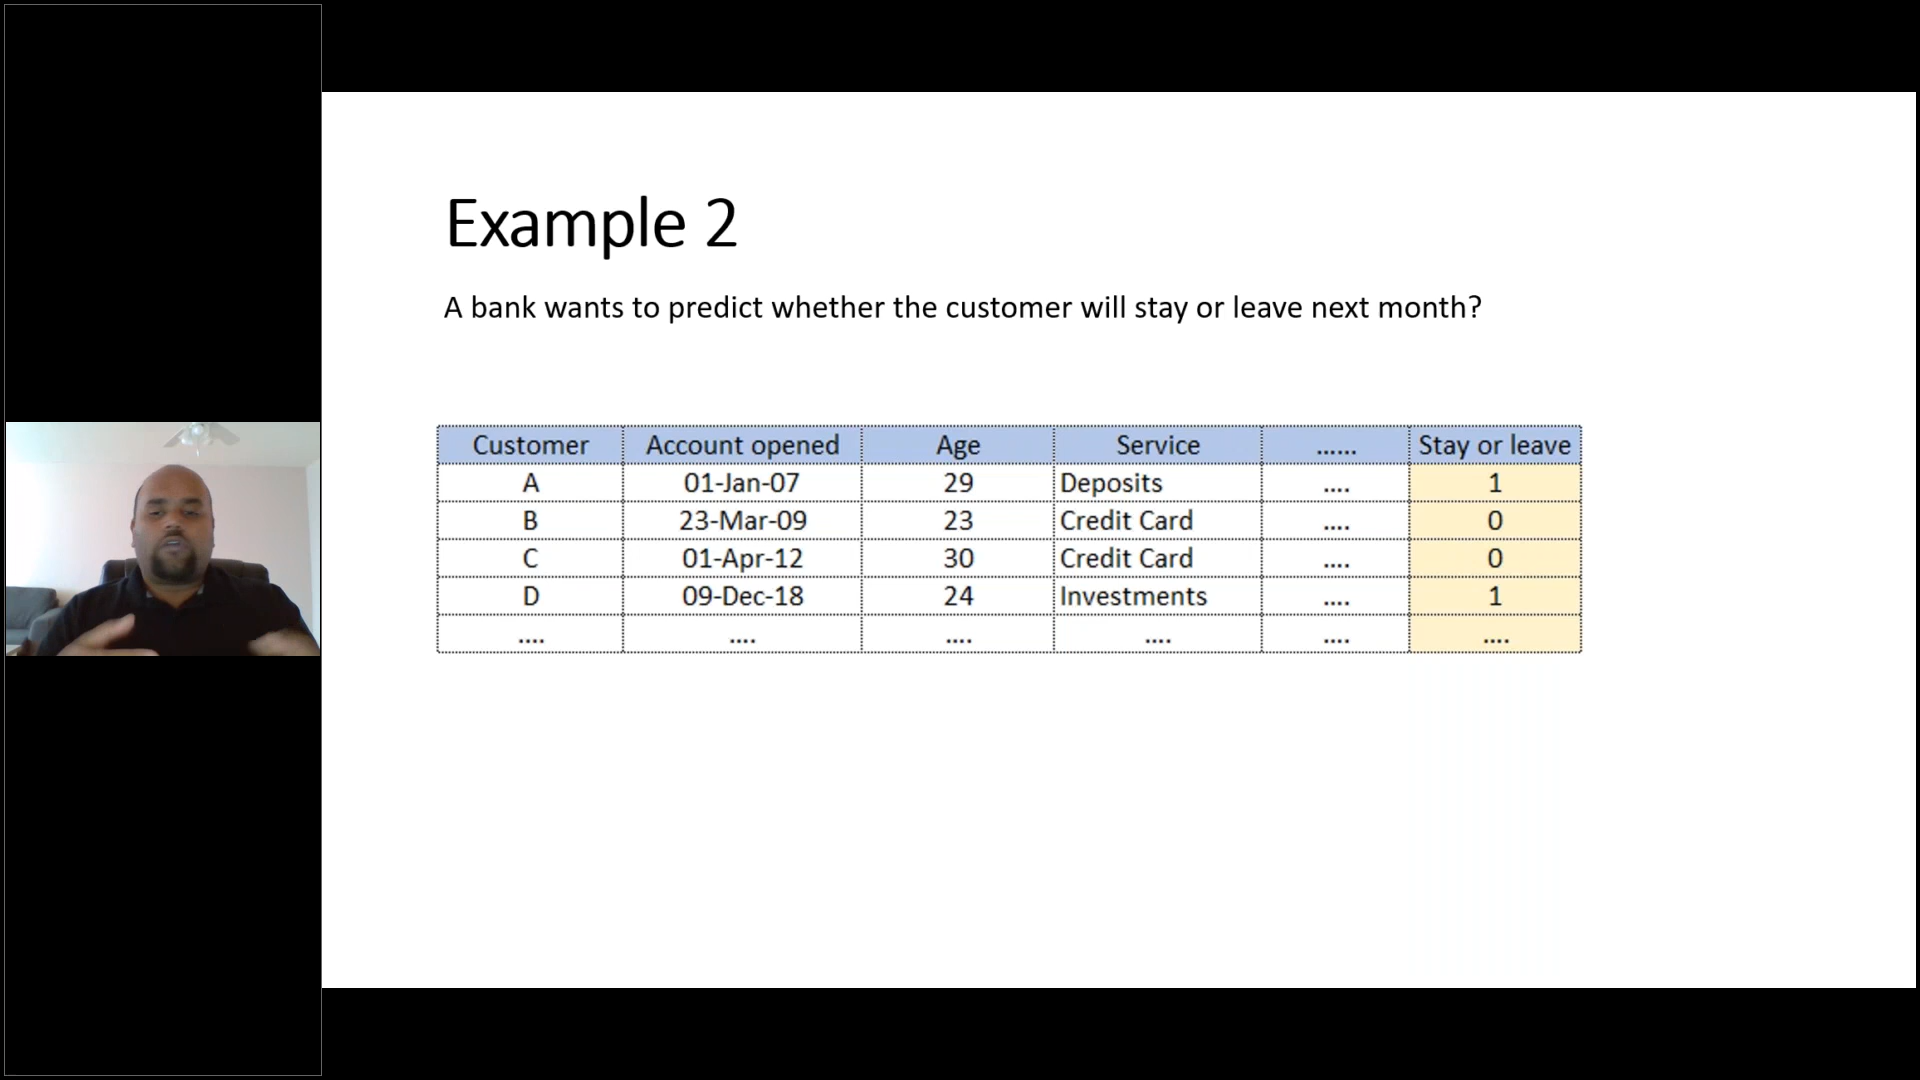 Example 2
A bank wants to predict whether the customer will stay or leave next month?
Customer Account opened Age Service ...... Stay or leave
A 01-Jan-07 29 Deposits .... 1
B 23-Mar-09 23 Credit Card .... 0
C 01-Apr-12 30 Credit Card .... 0
D 09-Dec-18 24 Investments .... 1
.... .... .... .... .... ....